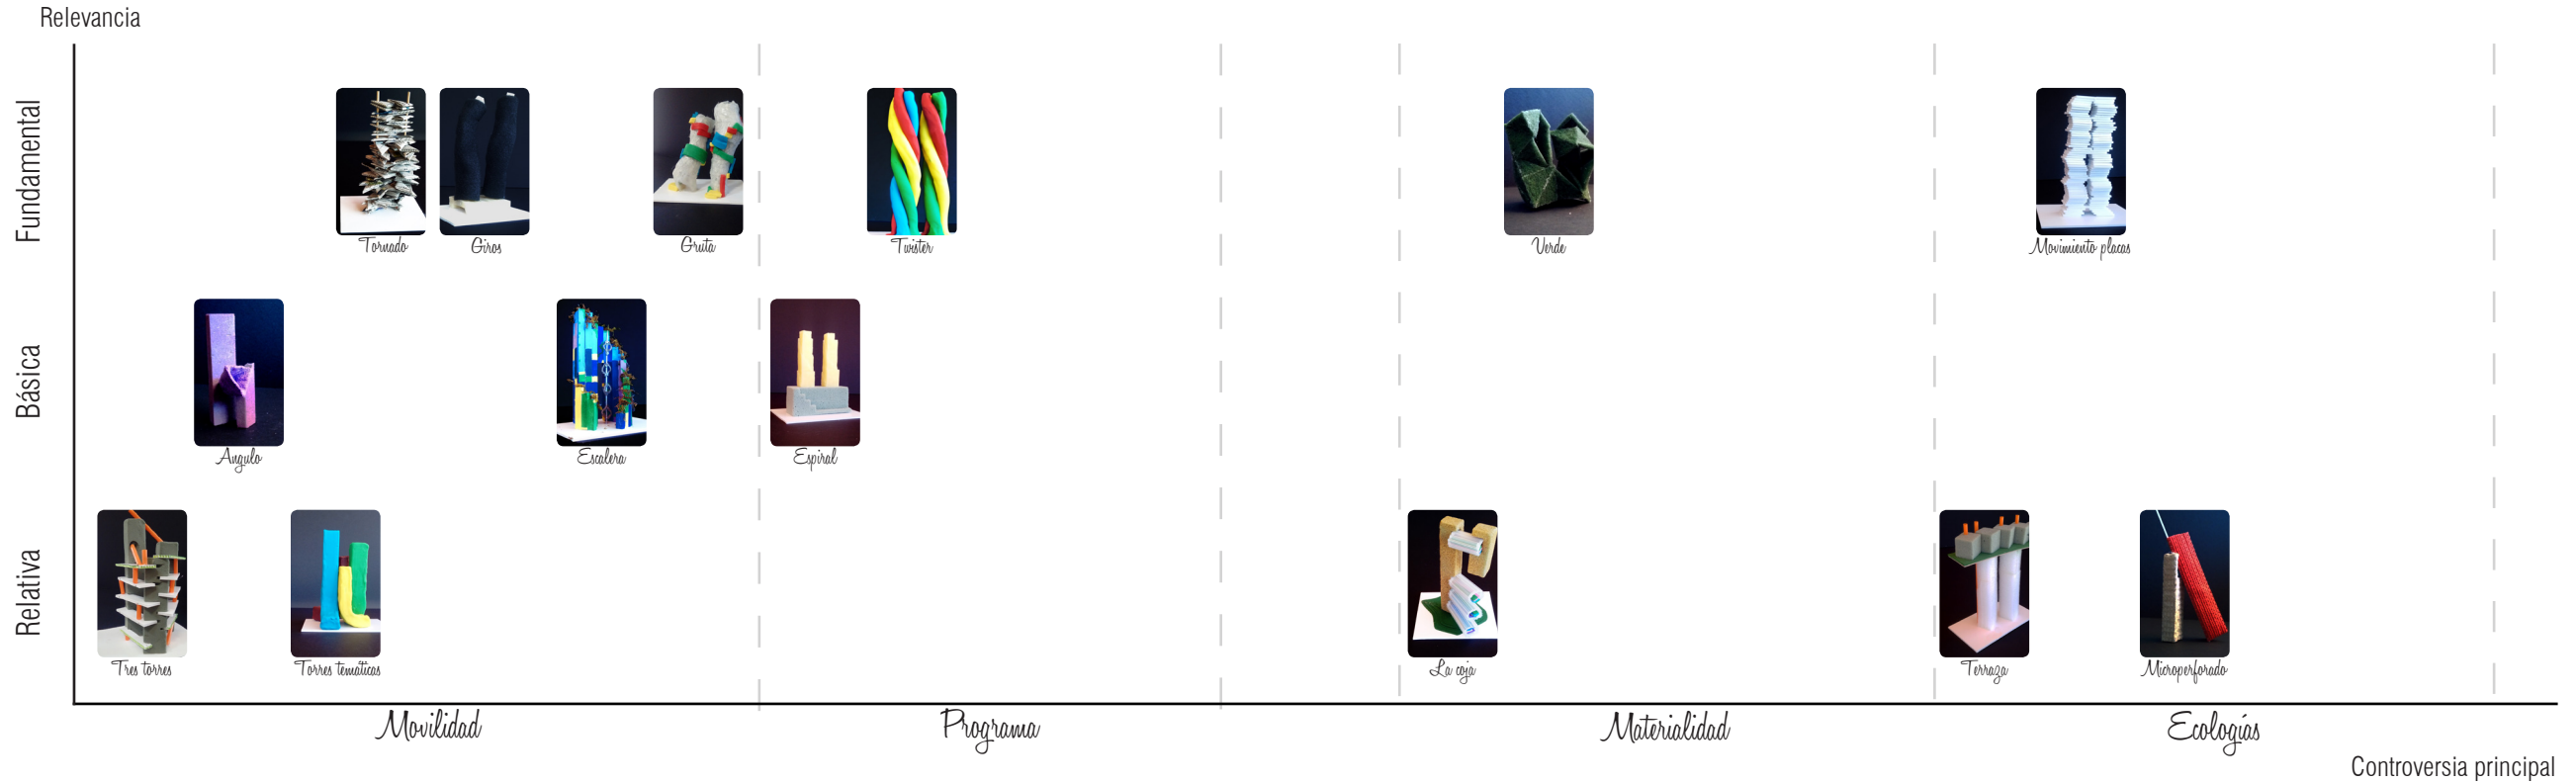 Relevancia
Fundamental
Tornado
Giros
Gruta
Twister
Verde
Movimiento placas
Básica
Angulo
Escalera
Espiral
Relativa
Tres torres
Torres temáticas
La coja
Terraza
Microperforado
Movilidad
Programa
Materialidad
Ecologías
Controversia principal